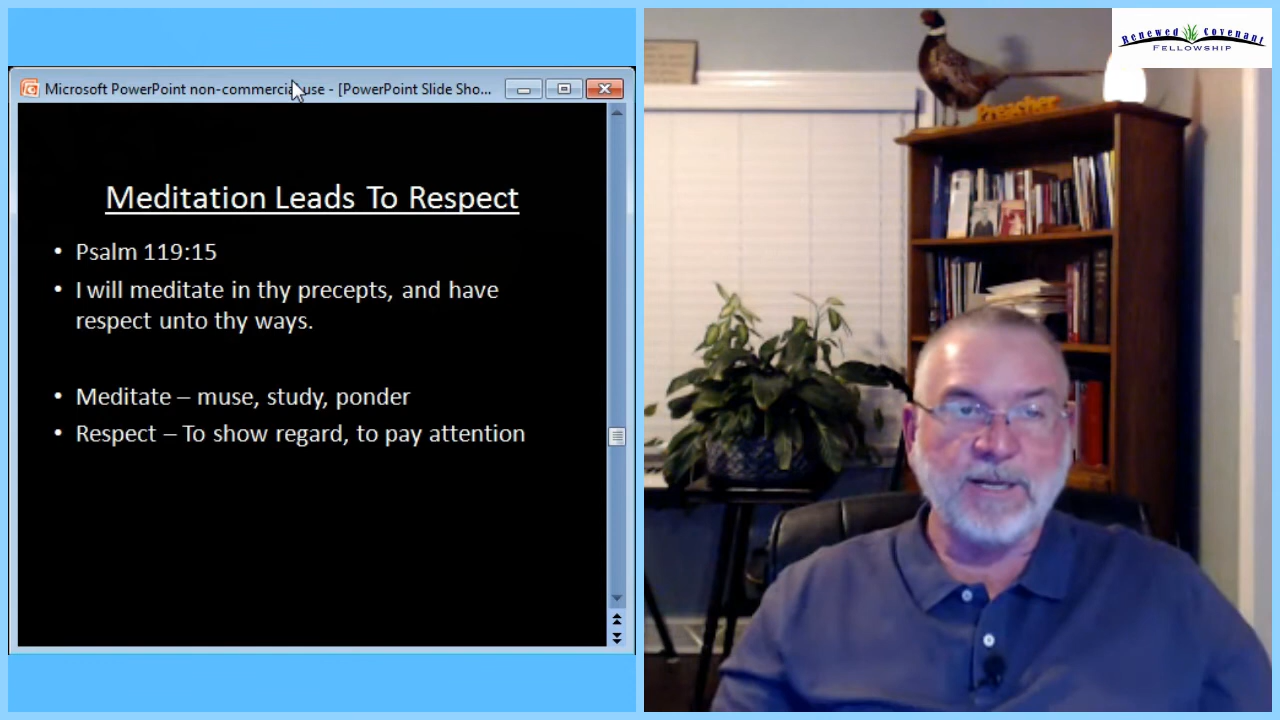 Microsoft PowerPoint non-commercial use - [PowerPoint Slide Sho...
Meditation Leads To Respect
• Psalm 119:15
• I will meditate in thy precepts, and have
respect unto thy ways.
• Meditate – muse, study, ponder
• Respect – To show regard, to pay attention
Renewed Covenant
FELLOWSHIP
Preacher